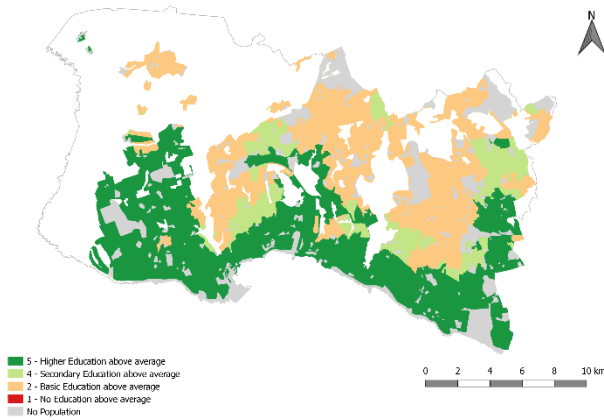 N
5 - Higher Education above average
4 - Secondary Education above average
2 - Basic Education above average
1 - No Education above average
No Population
0 2 4 6 8 10 km